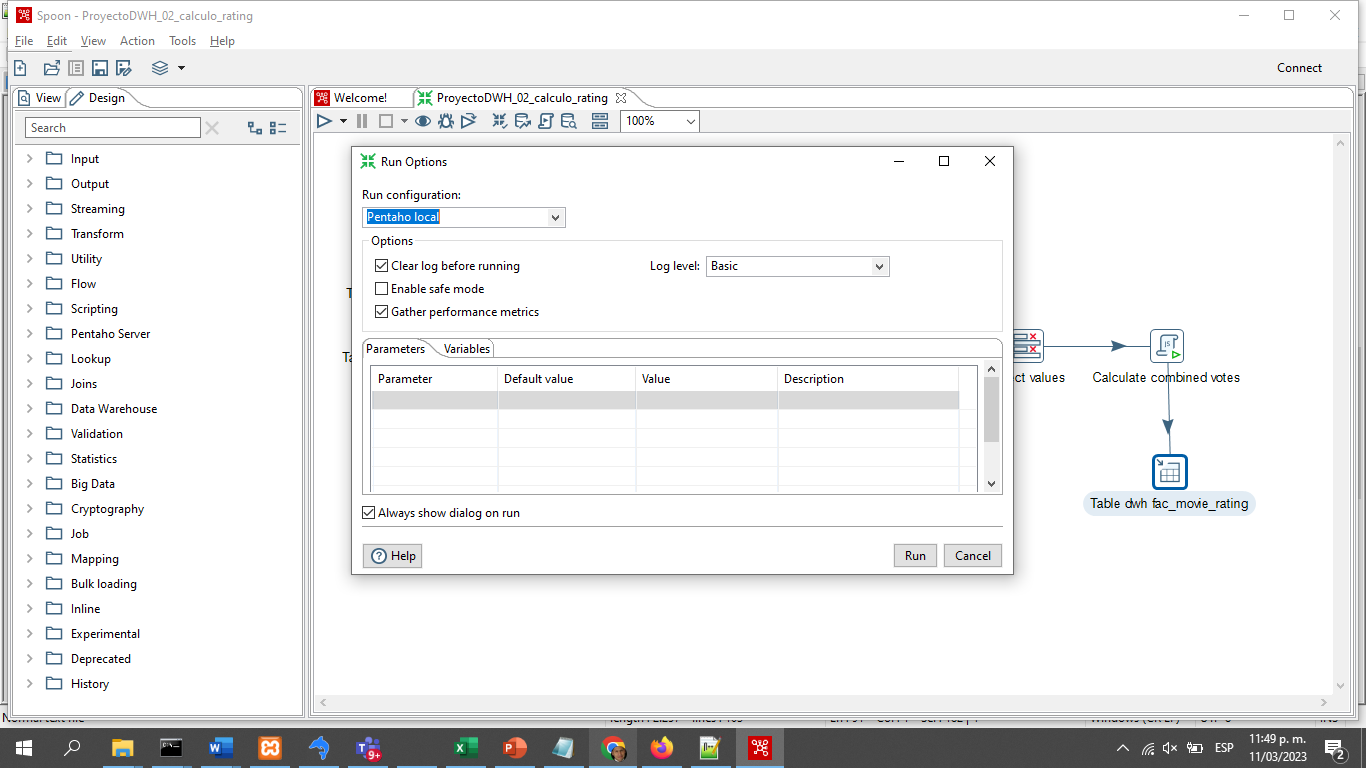 Spoon - ProyectoDWH_02_calculo_rating
File Edit View Action Tools Help
Connect
View Design
Welcome! ProyectoDWH_02_calculo_rating
Search
100%
Input
Output
Streaming
Transform
Utility
Flow
Scripting
Pentaho Server
Lookup
Joins
Data Warehouse
Validation
Statistics
Big Data
Cryptography
Job
Mapping
Bulk loading
Inline
Experimental
Deprecated
History
Run Options
Run configuration:
Pentaho local
Options
Clear log before running
Log level: Basic
Enable safe mode
Gather performance metrics
Parameters Variables
Parameter Default value Value Description
Always show dialog on run
Help Run Cancel
ct values
JS
Calculate combined votes
Table dwh fac_movie_rating
9+
ESP
11:49 p. m.
11/03/2023
2